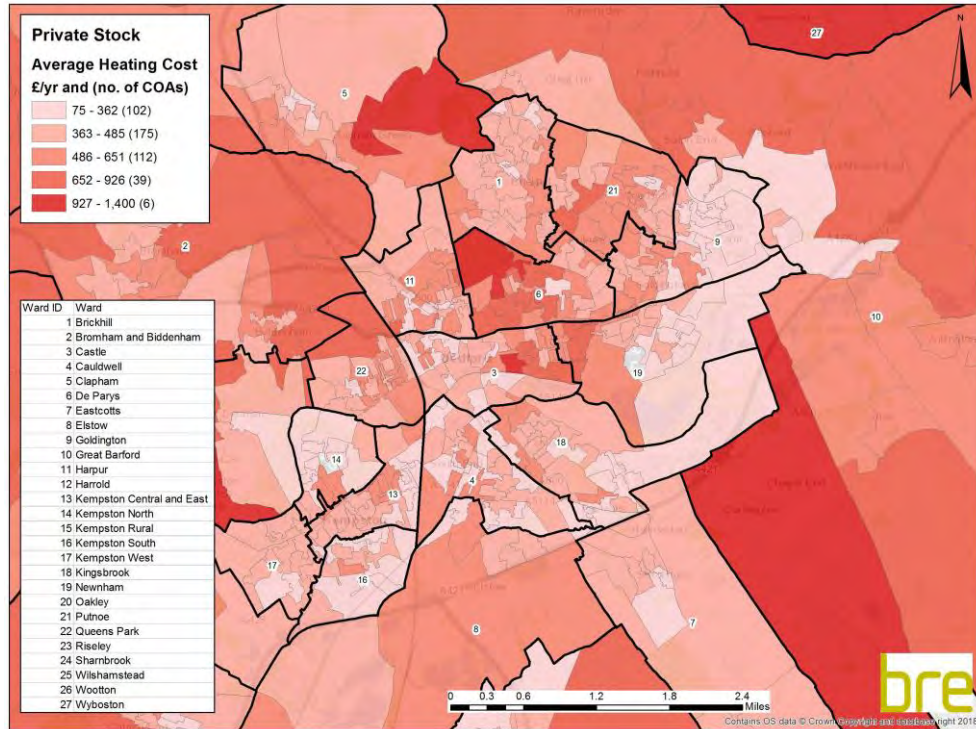 Private Stock
Average Heating Cost
£/yr and (no. of COAs)
75 - 362 (102)
363 - 485 (175)
486 - 651 (112)
652 - 926 (39)
927 - 1,400 (6)
Ward ID Ward
1 Brickhill
2 Bromham and Biddenham
3 Castle
4 Cauldwell
5 Clapham
6 De Parys
7 Eastcotts
8 Elstow
9 Goldington
10 Great Barford
11 Harpur
12 Harrold
13 Kempston Central and East
14 Kempston North
15 Kempston Rural
16 Kempston South
17 Kempston West
18 Kingsbrook
19 Newnham
20 Oakley
21 Putnoe
22 Queens Park
23 Riseley
24 Sharnbrook
25 Wilshamstead
26 Wootton
27 Wyboston
N
27
5
1
21
9
2
11
6
10
3
19
22
18
14
4
13
17
16
7
8
0 0.3 0.6 1.2 1.8 2.4
Miles
bre
Contains OS data © Crown Copyright and database right 2018